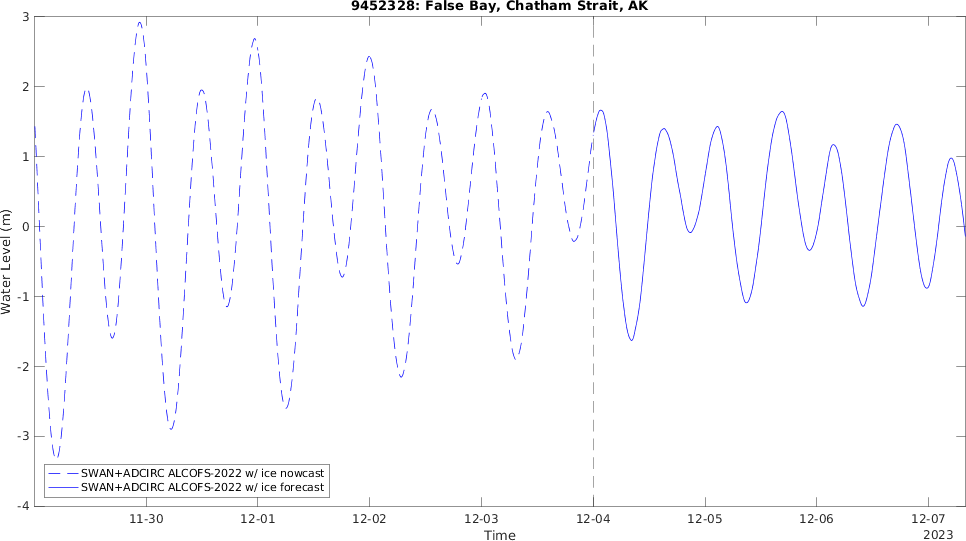 9452328: False Bay, Chatham Strait, AK
3
2
1
0
-1
-2
-3
-4
Water Level (m)
SWAN+ADCIRC ALCOFS-2022 w/ ice nowcast
SWAN+ADCIRC ALCOFS-2022 w/ ice forecast
11-30 12-01 12-02 12-03 12-04 12-05 12-06 12-07
Time
2023